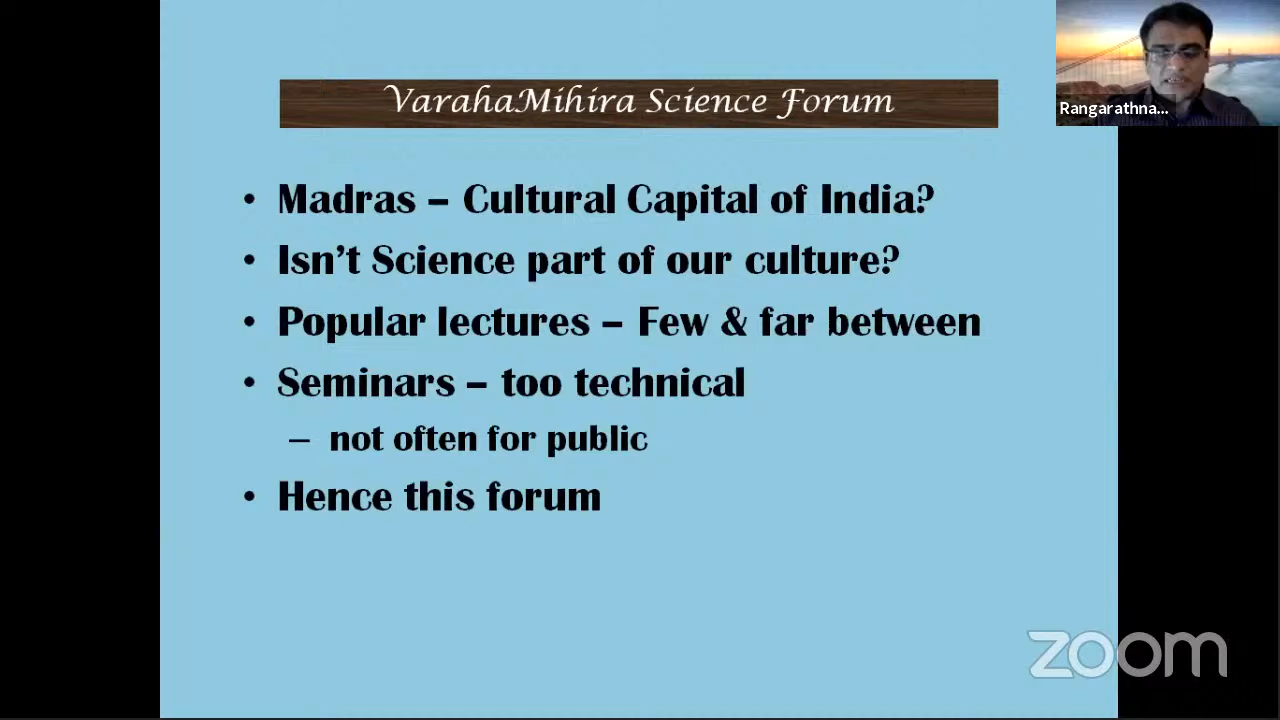 VarahaMihira Science Forum
Rangarathna...
• Madras – Cultural Capital of India?
• Isn't Science part of our culture?
• Popular lectures – Few & far between
• Seminars – too technical
– not often for public
• Hence this forum
zoom